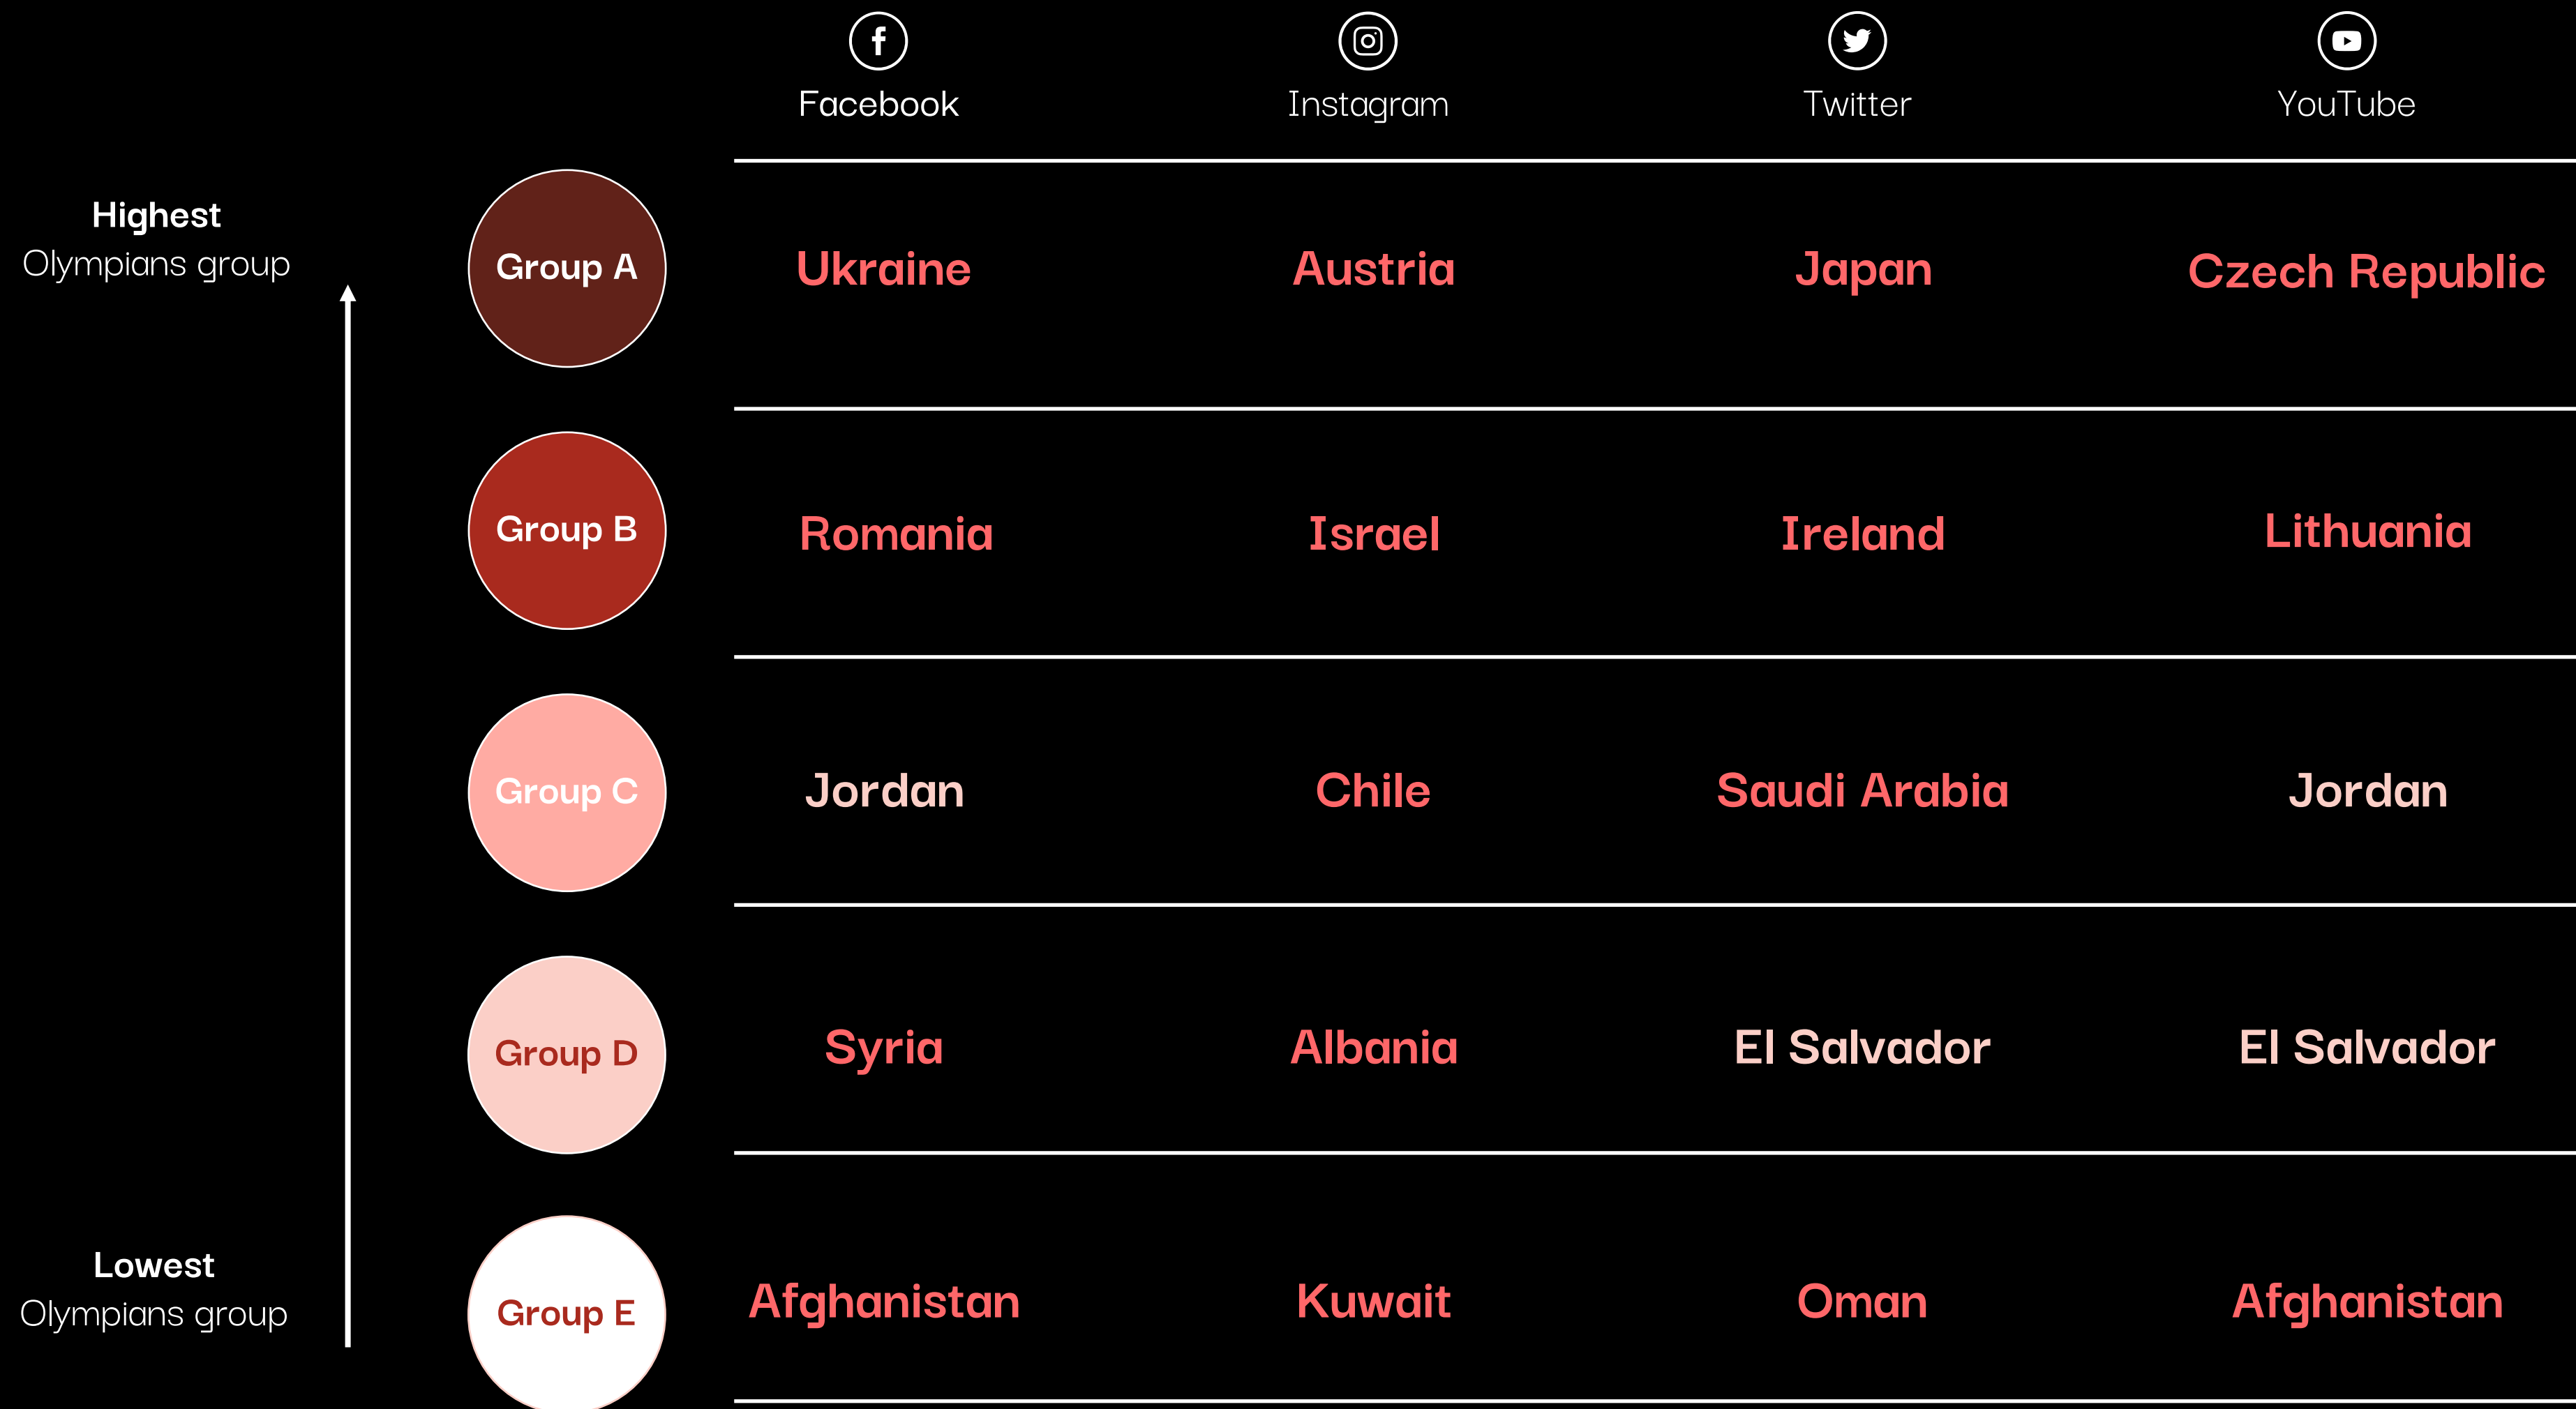 Facebook Instagram Twitter YouTube
Highest
Olympians group
Group A Ukraine Austria Japan Czech Republic
Group B Romania Israel Ireland Lithuania
Group C Jordan Chile Saudi Arabia Jordan
Group D Syria Albania El Salvador El Salvador
Lowest
Olympians group
Group E Afghanistan Kuwait Oman Afghanistan